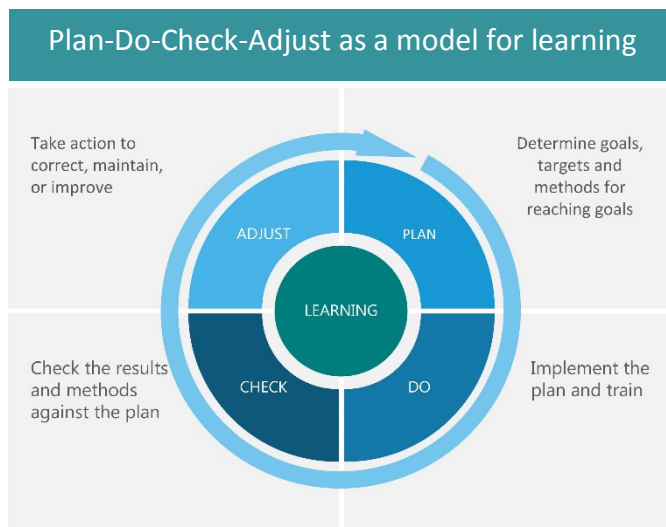 Plan-Do-Check-Adjust as a model for learning
Take action to
correct, maintain,
or improve
Determine goals,
targets and
methods for
reaching goals
ADJUST
PLAN
LEARNING
CHECK
DO
Check the results
and methods
against the plan
Implement the
plan and train